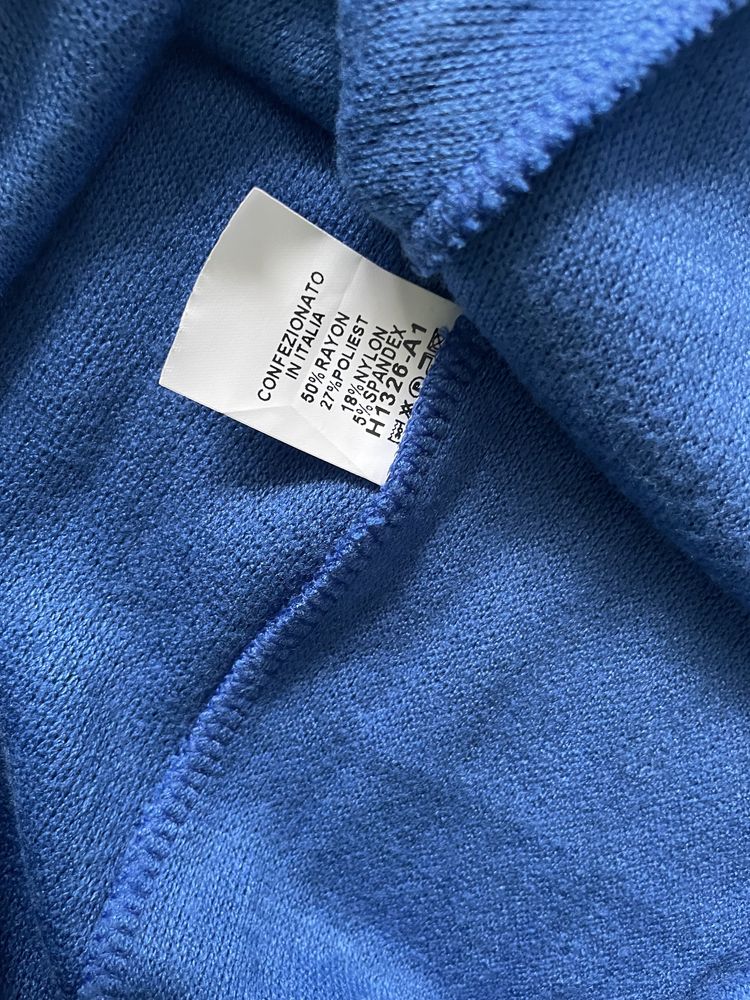 CONFEZIONATO
IN ITALIA
50%RAYON
27%POLIEST
18%NYLON
5%SPANDEX
H1326-A1